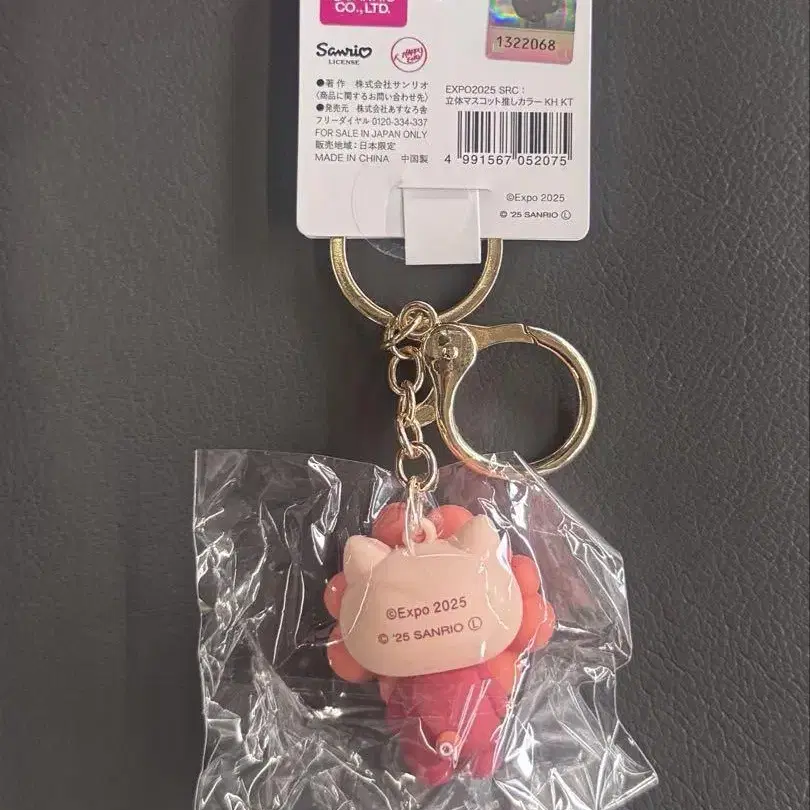 CO.,LTD.
1322068
Sanrio
LICENSE
●著作 株式会社サンリオ
(商品に関するお問い合わせ先)
●発売元 株式会社あすなろ舎
フリーダイヤル 0120-334-337
FOR SALE IN JAPAN ONLY
販売地域:日本限定
MADE IN CHINA 中国製
EXPO2025 SRC:
立体マスコット推しカラー KH KT
4 991567 052075
©Expo 2025
© '25 SANRIO Ⓛ
©Expo 2025
© '25 SANRIO Ⓛ